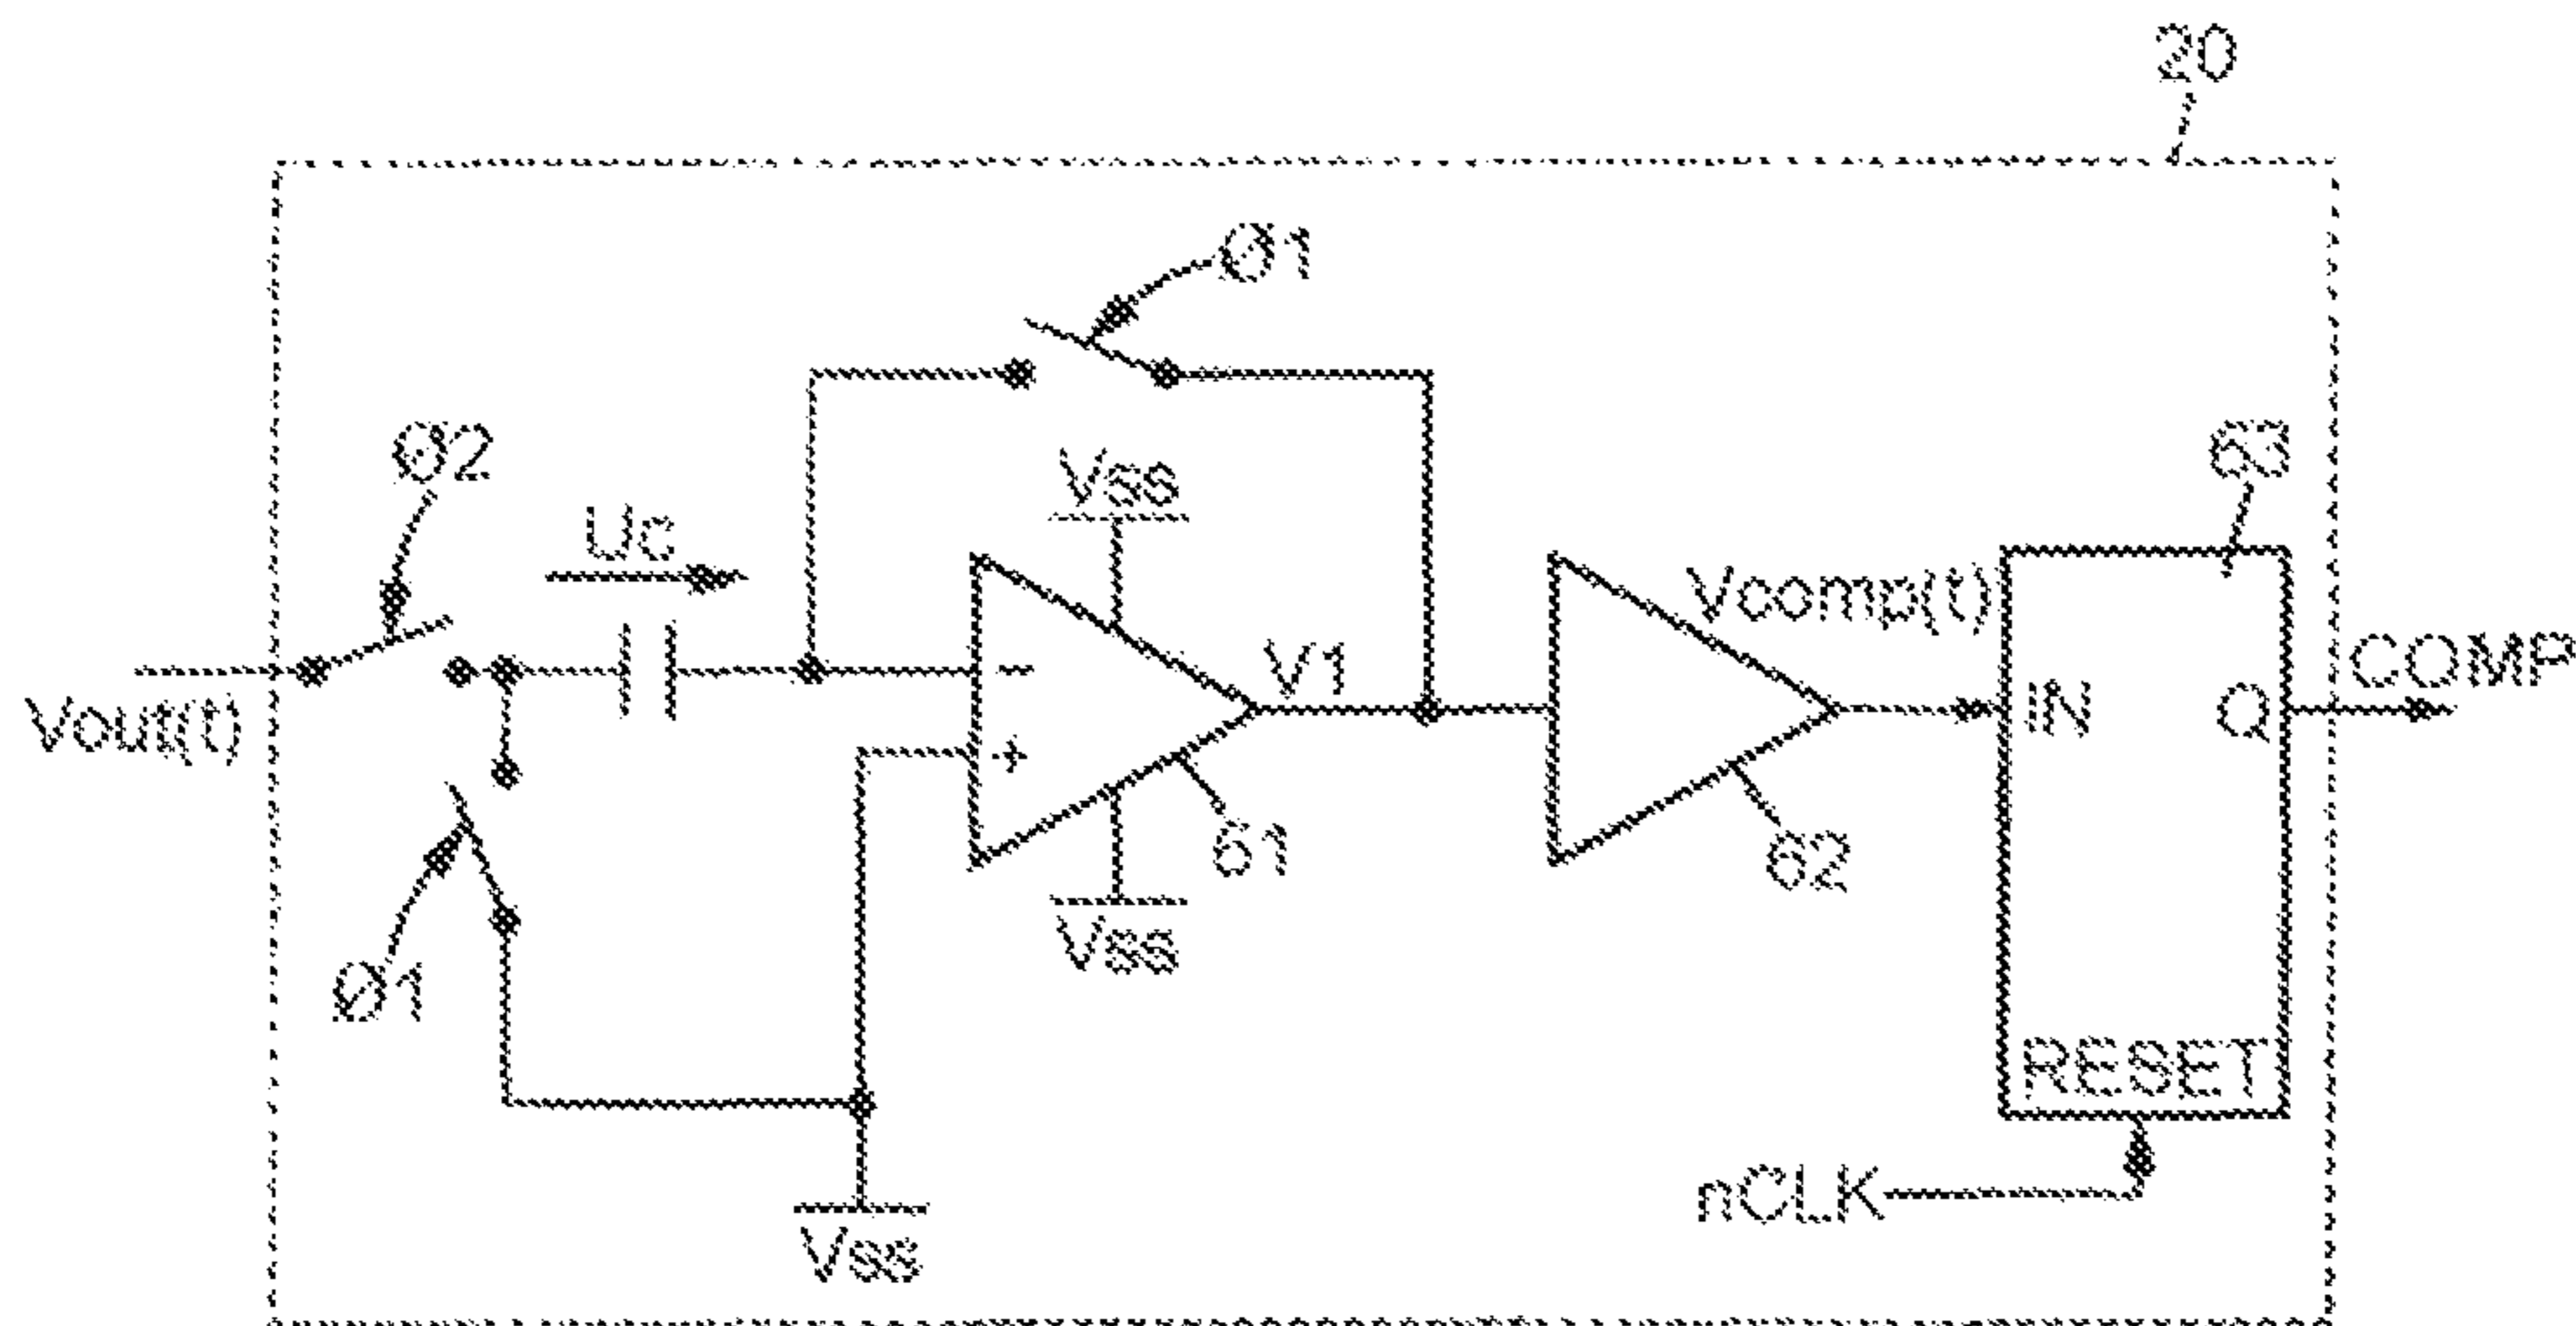 20
Ø1
Ø2
Uc
Vss
63
Vcomp(t)
Vout(t)
V1
IN
Q
COMP
-
+
61
62
Ø1
Vss
RESET
nCLK
Vss